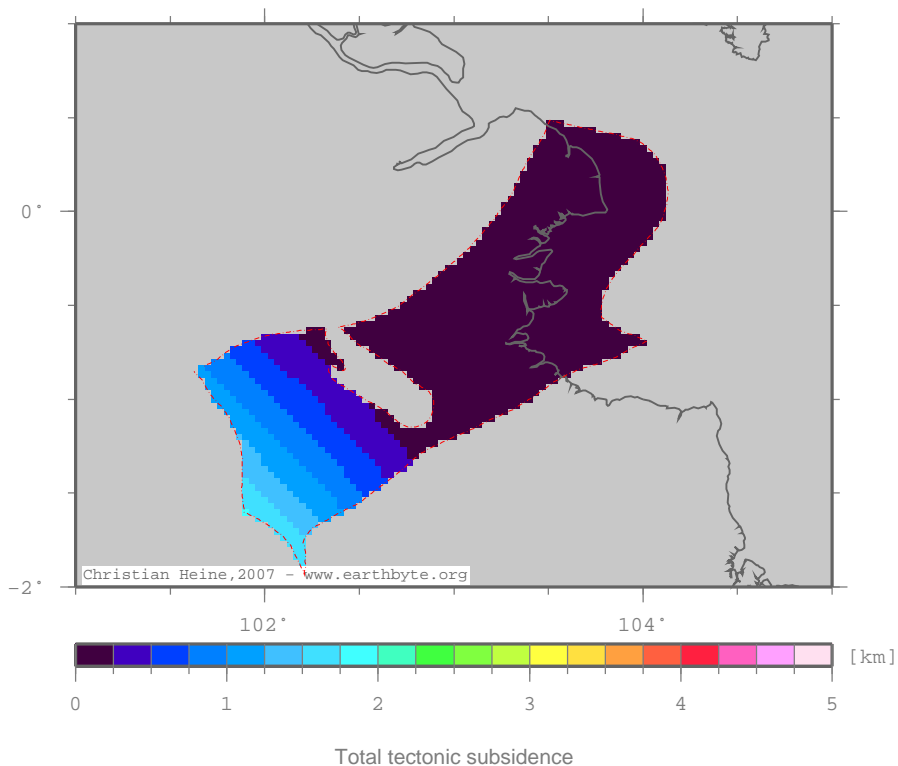 0°
-2°
Christian Heine,2007 - www.earthbyte.org
102° 104°
[km]
0 1 2 3 4 5
Total tectonic subsidence